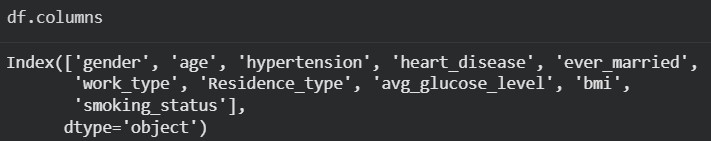 df.columns
Index(['gender', 'age', 'hypertension', 'heart_disease', 'ever_married',
'work_type', 'Residence_type', 'avg_glucose_level', 'bmi',
'smoking_status'],
dtype='object')